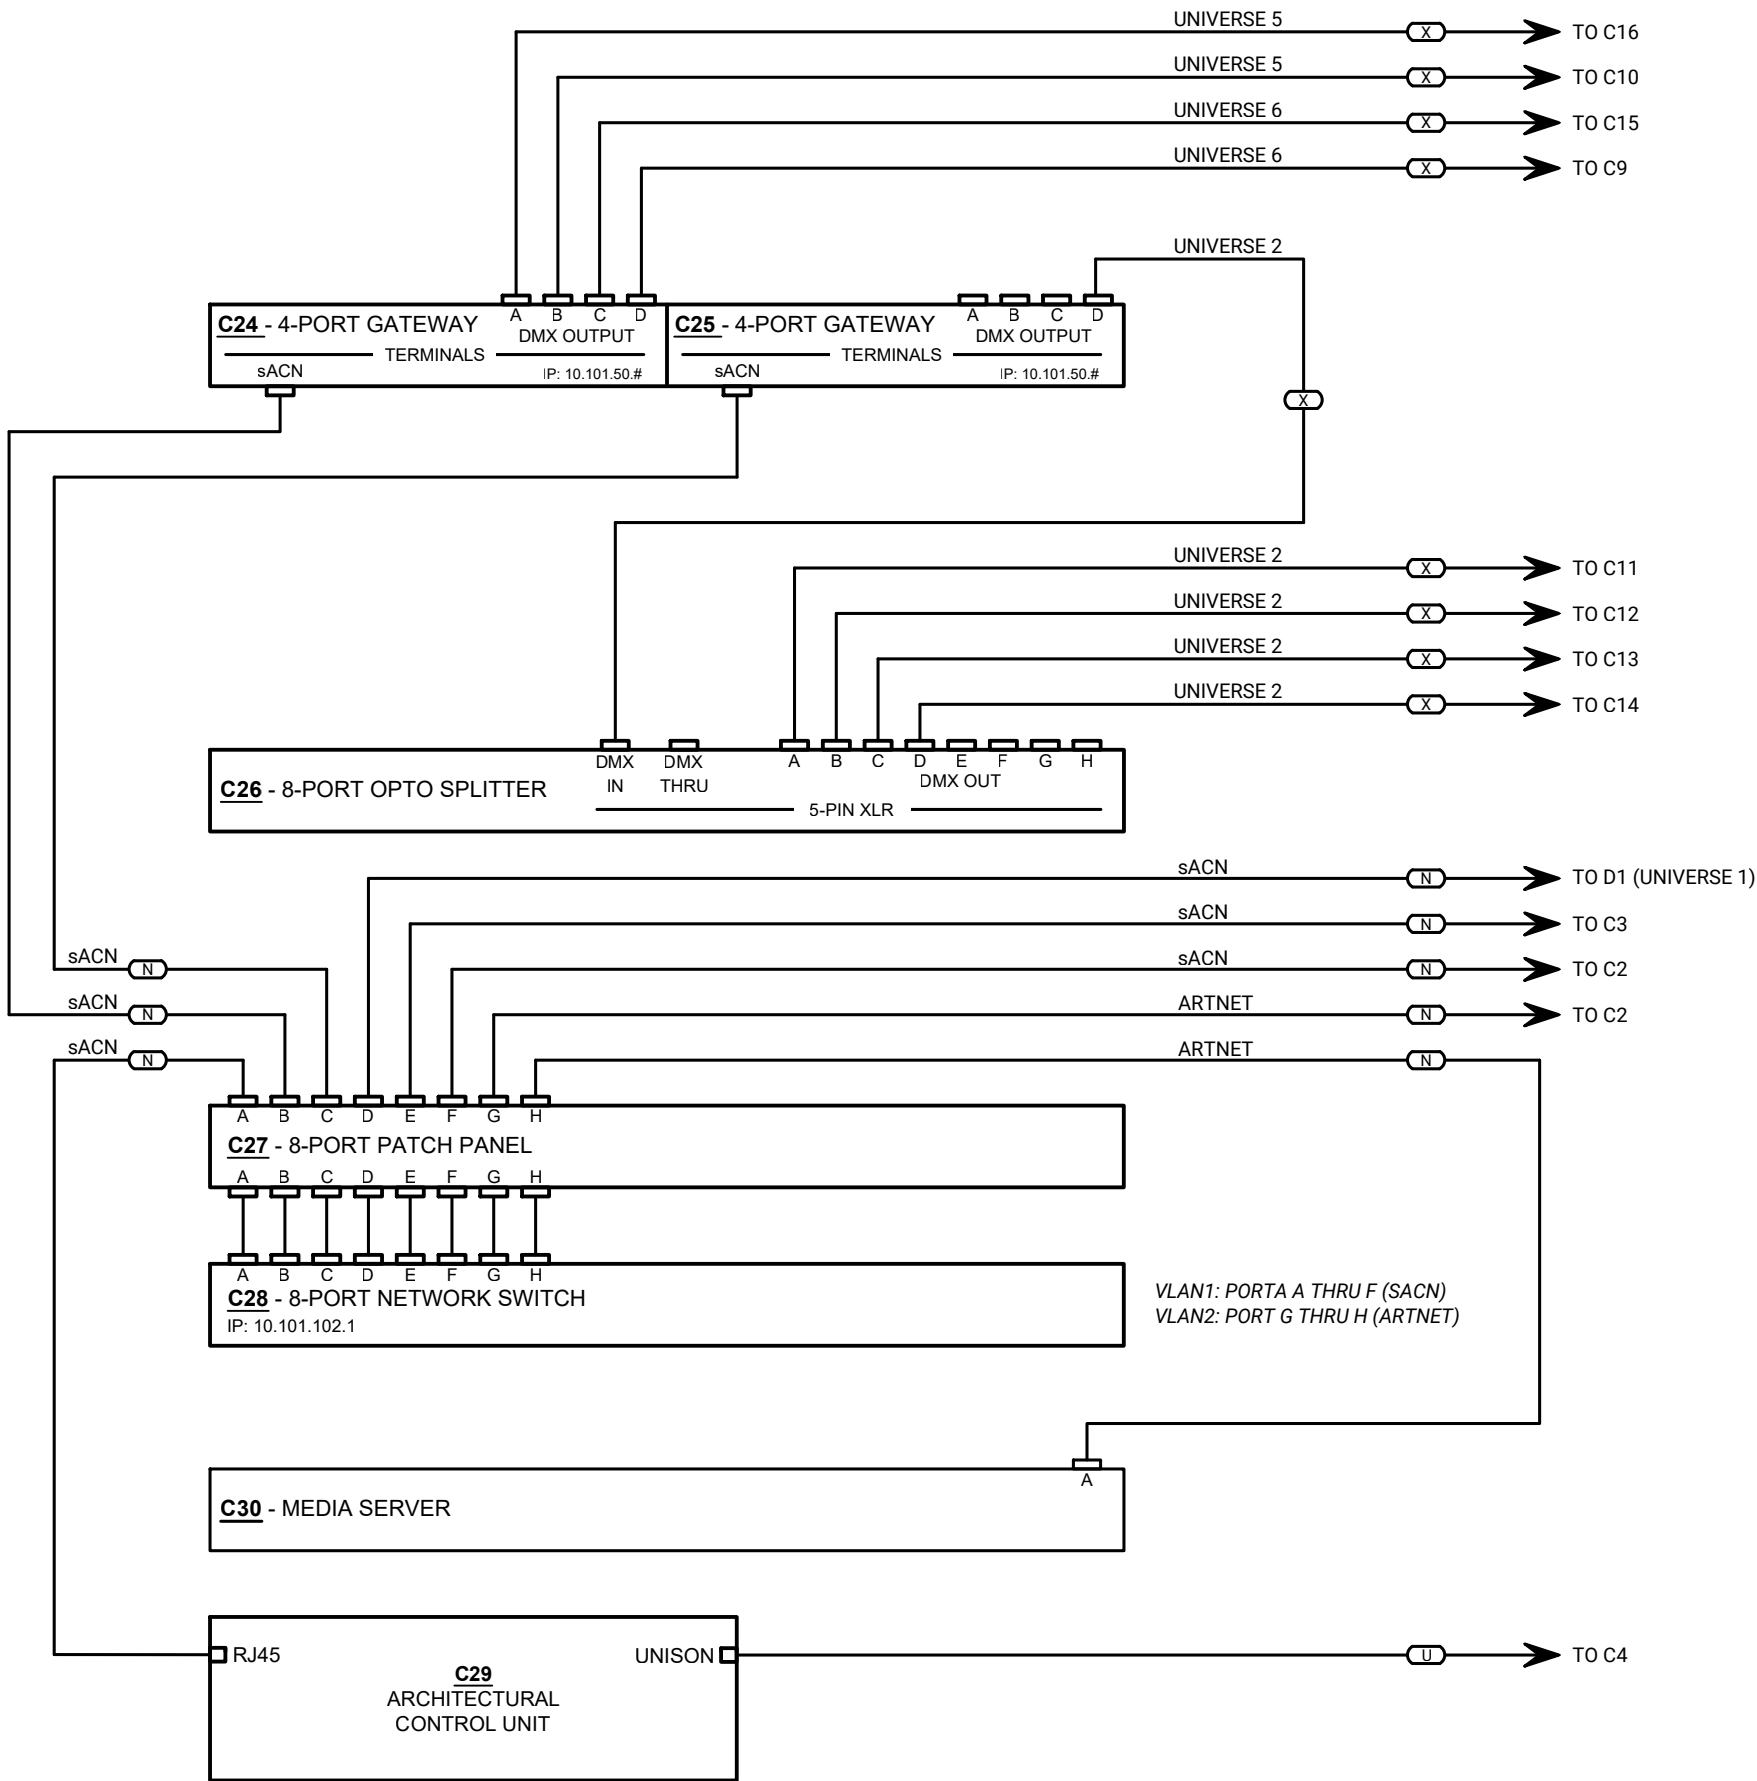 UNIVERSE 5
X
TO C16
UNIVERSE 5
X
TO C10
UNIVERSE 6
X
TO C15
UNIVERSE 6
X
TO C9
UNIVERSE 2
X
C24 - 4-PORT GATEWAY
A B C D
DMX OUTPUT
TERMINALS
sACN
IP: 10.101.50.#
C25 - 4-PORT GATEWAY
A B C D
DMX OUTPUT
TERMINALS
sACN
IP: 10.101.50.#
UNIVERSE 2
X
TO C11
UNIVERSE 2
X
TO C12
UNIVERSE 2
X
TO C13
UNIVERSE 2
X
TO C14
C26 - 8-PORT OPTO SPLITTER
DMX
IN
DMX
THRU
A B C D E F G H
DMX OUT
5-PIN XLR
sACN
N
TO D1 (UNIVERSE 1)
sACN
N
TO C3
sACN
N
sACN
N
TO C2
sACN
N
ARTNET
N
TO C2
sACN
N
ARTNET
N
A B C D E F G H
C27 - 8-PORT PATCH PANEL
A B C D E F G H
A B C D E F G H
C28 - 8-PORT NETWORK SWITCH
IP: 10.101.102.1
VLAN1: PORTA A THRU F (SACN)
VLAN2: PORT G THRU H (ARTNET)
A
C30 - MEDIA SERVER
RJ45
UNISON
C29
ARCHITECTURAL
CONTROL UNIT
U
TO C4